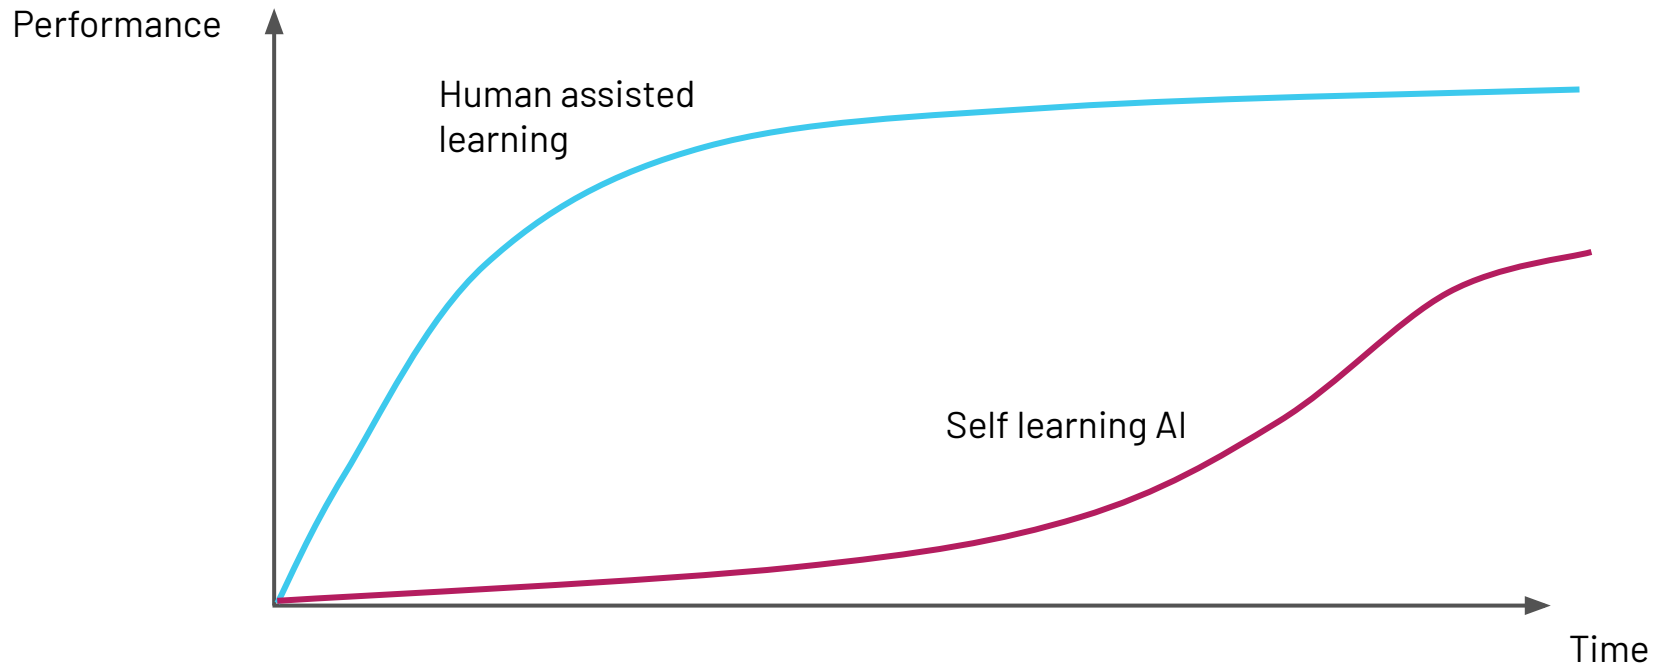 Performance
Human assisted
learning
Self learning AI
Time